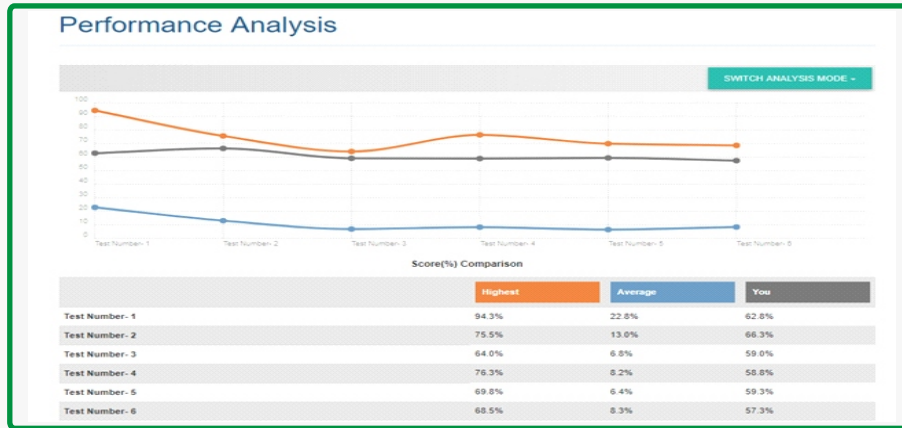 Performance Analysis
SWITCH ANALYSIS MODE
100
90
80
70
60
50
40
30
20
10
0
Test Number- 1 Test Number- 2 Test Number- 3 Test Number- 4 Test Number- 5 Test Number- 6
Score(%) Comparison
Highest Average You
Test Number- 1 94.3% 22.8% 62.8%
Test Number- 2 75.5% 13.0% 66.3%
Test Number- 3 64.0% 6.8% 59.0%
Test Number- 4 76.3% 8.2% 58.8%
Test Number- 5 69.8% 6.4% 59.3%
Test Number- 6 68.5% 8.3% 57.3%